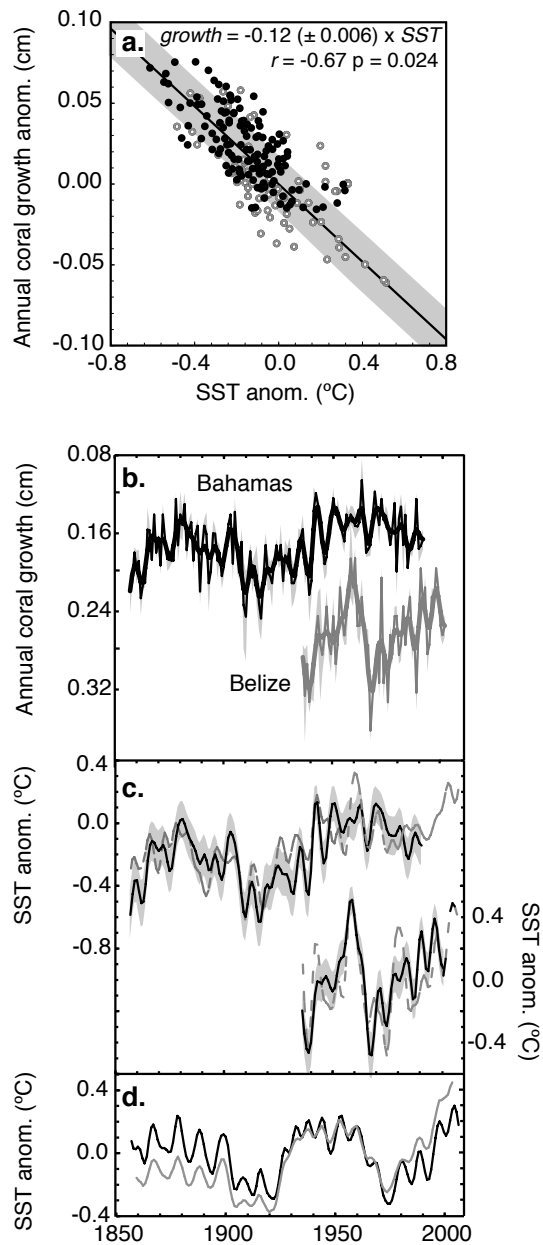 0.10
a.
growth = -0.12 (± 0.006) x SST
r = -0.67 p = 0.024
0.05
0.00
-0.05
-0.10
Annual coral growth anom. (cm)
-0.8
-0.4
0.0
0.4
0.8
SST anom. (ºC)
0.08
b.
Bahamas
0.16
0.24
Belize
0.32
Annual coral growth (cm)
0.4
c.
0.0
-0.4
-0.8
SST anom. (ºC)
0.4
0.0
-0.4
SST anom. (ºC)
d.
0.4
0.0
-0.4
SST anom. (ºC)
1850
1900
1950
2000